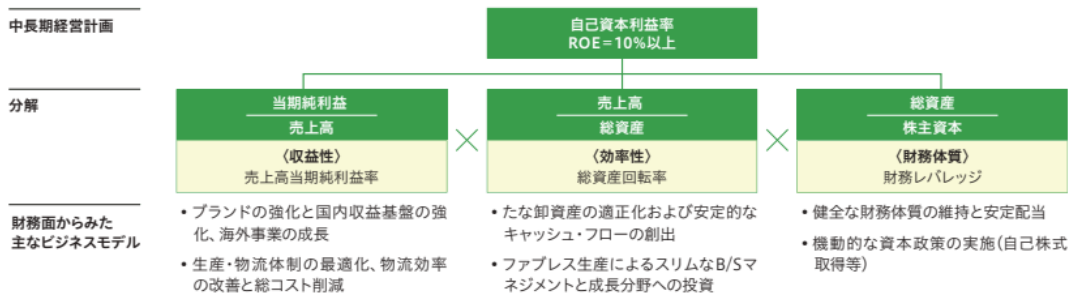 中長期経営計画
自己資本利益率
ROE=10%以上
分解
当期純利益
売上高
〈収益性〉
売上高当期純利益率
×
売上高
総資産
〈効率性〉
総資産回転率
×
総資産
株主資本
〈財務体質〉
財務レバレッジ
財務面からみた
主なビジネスモデル
•ブランドの強化と国内収益基盤の強
化、海外事業の成長
•生産・物流体制の最適化、物流効率
の改善と総コスト削減
•たな卸資産の適正化および安定的な
キャッシュ・フローの創出
•ファブレス生産によるスリムなB/Sマ
ネジメントと成長分野への投資
•健全な財務体質の維持と安定配当
•機動的な資本政策の実施(自己株式
取得等)